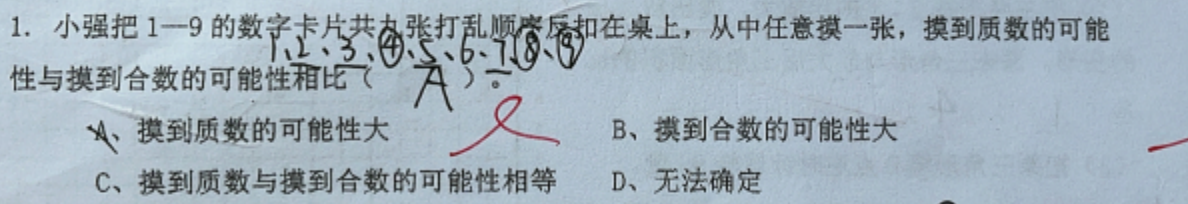 1. 小强把 1—9 的数字卡片共九张打乱顺序反扣在桌上，从中任意摸一张，摸到质数的可能
1、2、3、④、5、6、7、⑧、⑨
性与摸到合数的可能性相比（ A ）。
A、摸到质数的可能性大 B、摸到合数的可能性大
C、摸到质数与摸到合数的可能性相等 D、无法确定